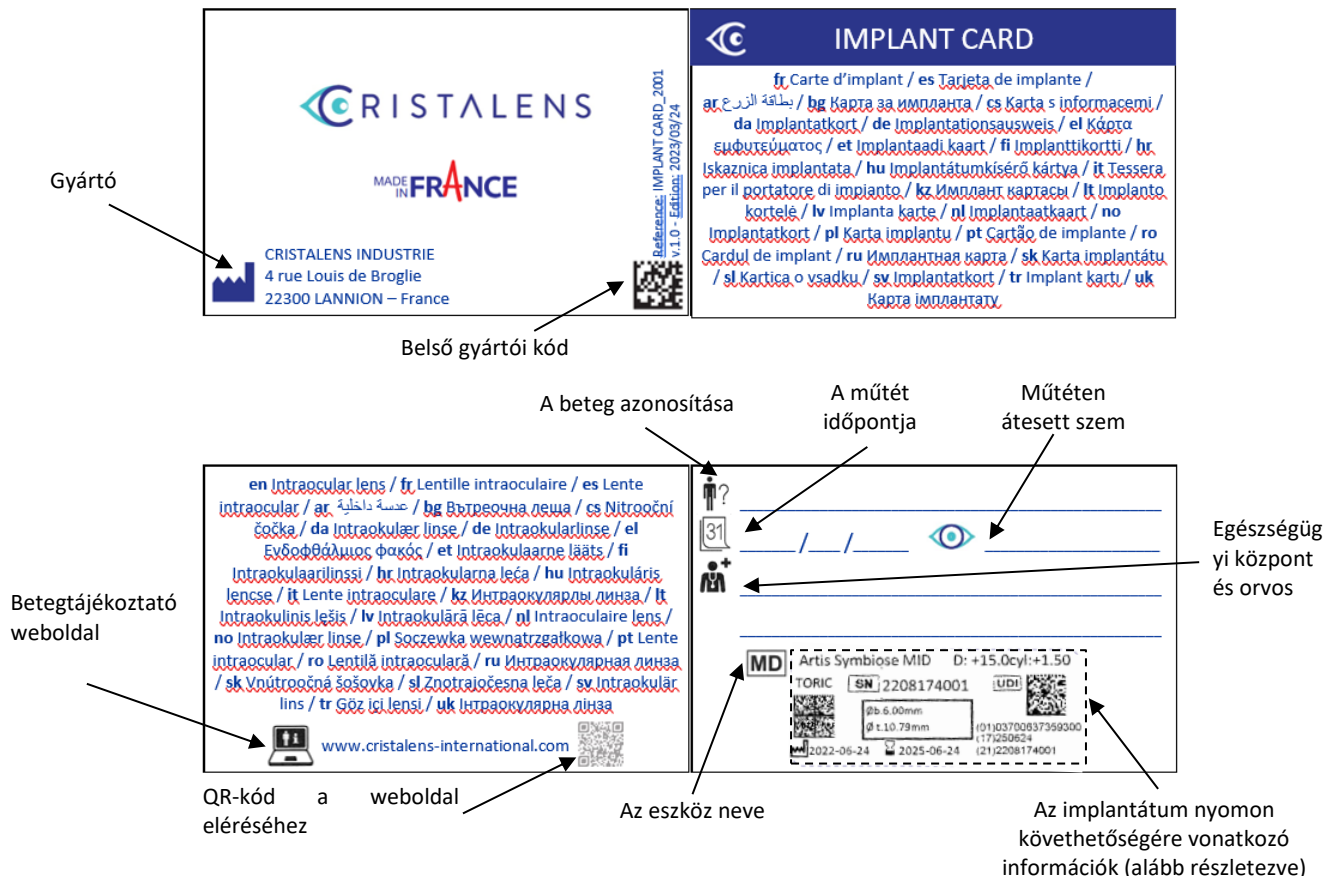 CRISTALENS
MADE IN FRANCE
Reference: IMPLANT CARD_2001
v.1.0 - Edition: 2023/03/24
Gyártó
CRISTALENS INDUSTRIE
4 rue Louis de Broglie
22300 LANNION – France
Belső gyártói kód
IMPLANT CARD
fr Carte d'implant / es Tarjeta de implante /
ar بطاقة الزرع / bg Карта за импланта / cs Karta s informacemi /
da Implantatkort / de Implantationsausweis / el Κάρτα
εμφυτεύματος / et Implantaadi kaart / fi Implanttikortti / hr
Iskaznica implantata / hu Implantátumkísérő kártya / it Tessera
per il portatore di impianto / kz Имплант картасы / lt Implanto
kortelė / lv Implanta karte / nl Implantaatkaart / no
Implantatkort / pl Karta implantu / pt Cartão de implante / ro
Cardul de implant / ru Имплантная карта / sk Karta implantátu
/ sl Kartica o vsadku / sv Implantatkort / tr Implant kartı / uk
Карта імплантату
A beteg azonosítása
A műtét
időpontja
Műtéten
átesett szem
en Intraocular lens / fr Lentille intraoculaire / es Lente
intraocular / ar عدسة داخلية / bg Вътреочна леща / cs Nitrooční
čočka / da Intraokulær linse / de Intraokularlinse / el
Ενδοφθάλμιος φακός / et Intraokulaarne lääts / fi
Intraokulaarilinssi / hr Intraokularna leća / hu Intraokuláris
lencse / it Lente intraoculare / kz Интраокулярлы линза / lt
Intraokulinis lęšis / lv Intraokulārā lēca / nl Intraoculaire lens /
no Intraokulær linse / pl Soczewka wewnątrzgałkowa / pt Lente
intraocular / ro Lentilă intraoculară / ru Интраокулярная линза
/ sk Vnútroočná šošovka / sl Znotrajočesna leča / sv Intraokulär
lins / tr Göz içi lensi / uk Інтраокулярна лінза
www.cristalens-international.com
Betegtájékoztató
weboldal
QR-kód a weboldal
eléréséhez
?
31
/ /
Egészségüg
yi központ
és orvos
MD
Artis Symbiose MID D: +15.0cyl:+1.50
TORIC SN 2208174001 UDI
Øb.6.00mm
Ø t.10.79mm
(01)03700637359300
(17)250624
2022-06-24 2025-06-24 (21)2208174001
Az eszköz neve
Az implantátum nyomon
követhetőségére vonatkozó
információk (alább részletezve)